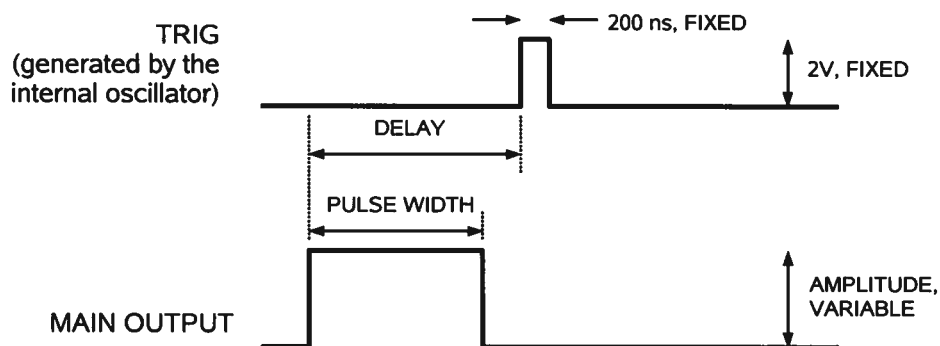 TRIG
(generated by the
internal oscillator)
200 ns, FIXED
2V, FIXED
DELAY
PULSE WIDTH
MAIN OUTPUT
AMPLITUDE,
VARIABLE